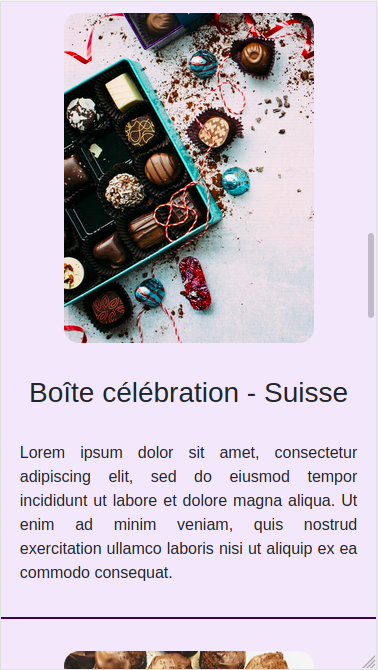 Boîte célébration - Suisse
Lorem ipsum dolor sit amet, consectetur
adipiscing elit, sed do eiusmod tempor
incididunt ut labore et dolore magna aliqua. Ut
enim ad minim veniam, quis nostrud
exercitation ullamco laboris nisi ut aliquip ex ea
commodo consequat.